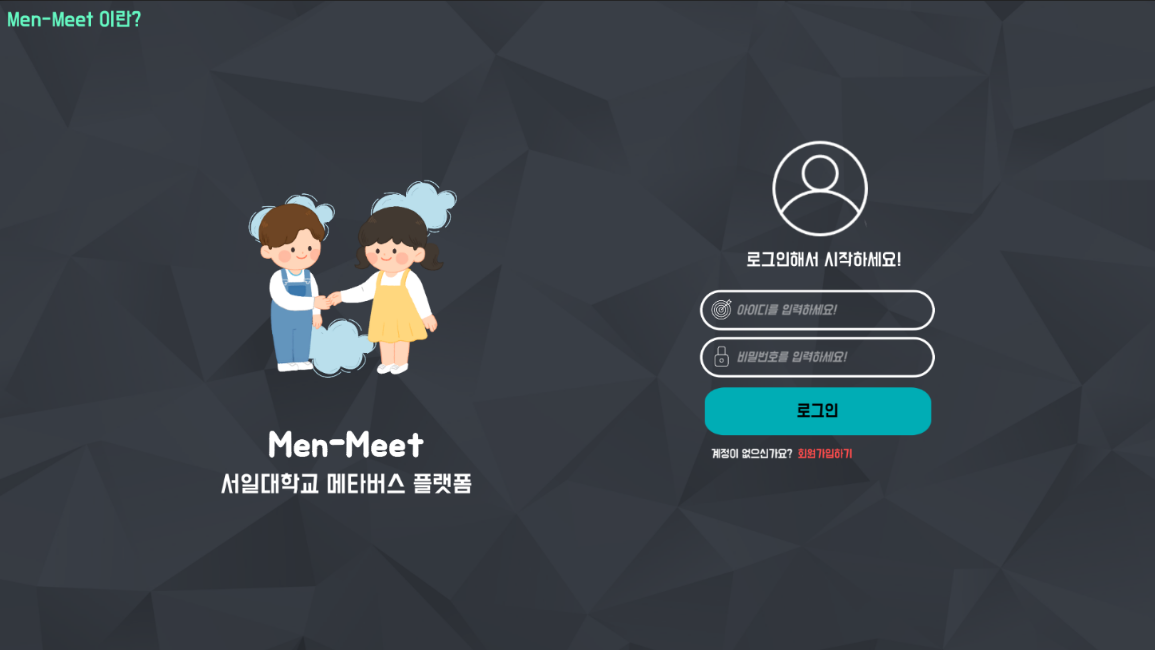 Men-Meet 이란?
Men-Meet
서일대학교 메타버스 플랫폼
로그인해서 시작하세요!
아이디를 입력하세요!
비밀번호를 입력하세요!
로그인
계정이 없으신가요? 회원가입하기